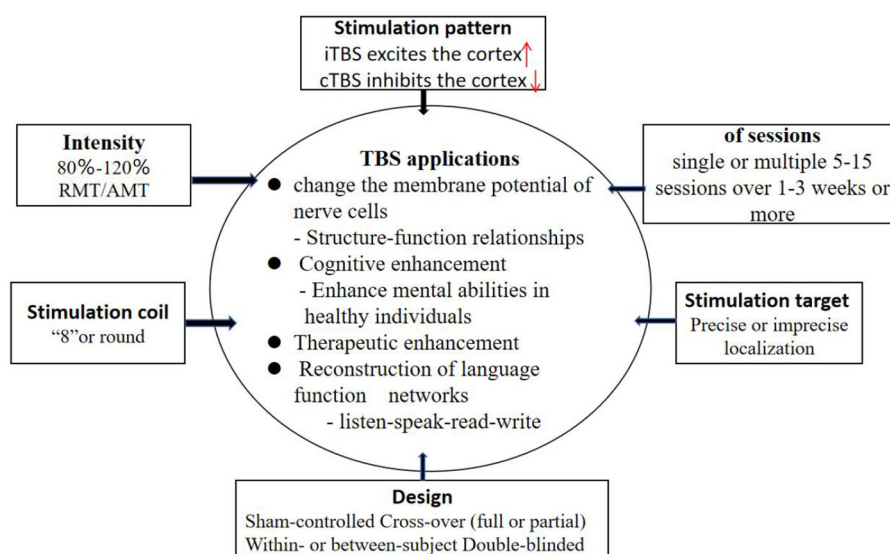 Stimulation pattern
iTBS excites the cortex↑
cTBS inhibits the cortex↓
Intensity
80%-120%
RMT/AMT
of sessions
single or multiple 5-15
sessions over 1-3 weeks or
more
TBS applications
● change the membrane potential of
nerve cells
- Structure-function relationships
● Cognitive enhancement
- Enhance mental abilities in
healthy individuals
● Therapeutic enhancement
● Reconstruction of language
function networks
- listen-speak-read-write
Stimulation coil
“8”or round
Stimulation target
Precise or imprecise
localization
Design
Sham-controlled Cross-over (full or partial)
Within- or between-subject Double-blinded